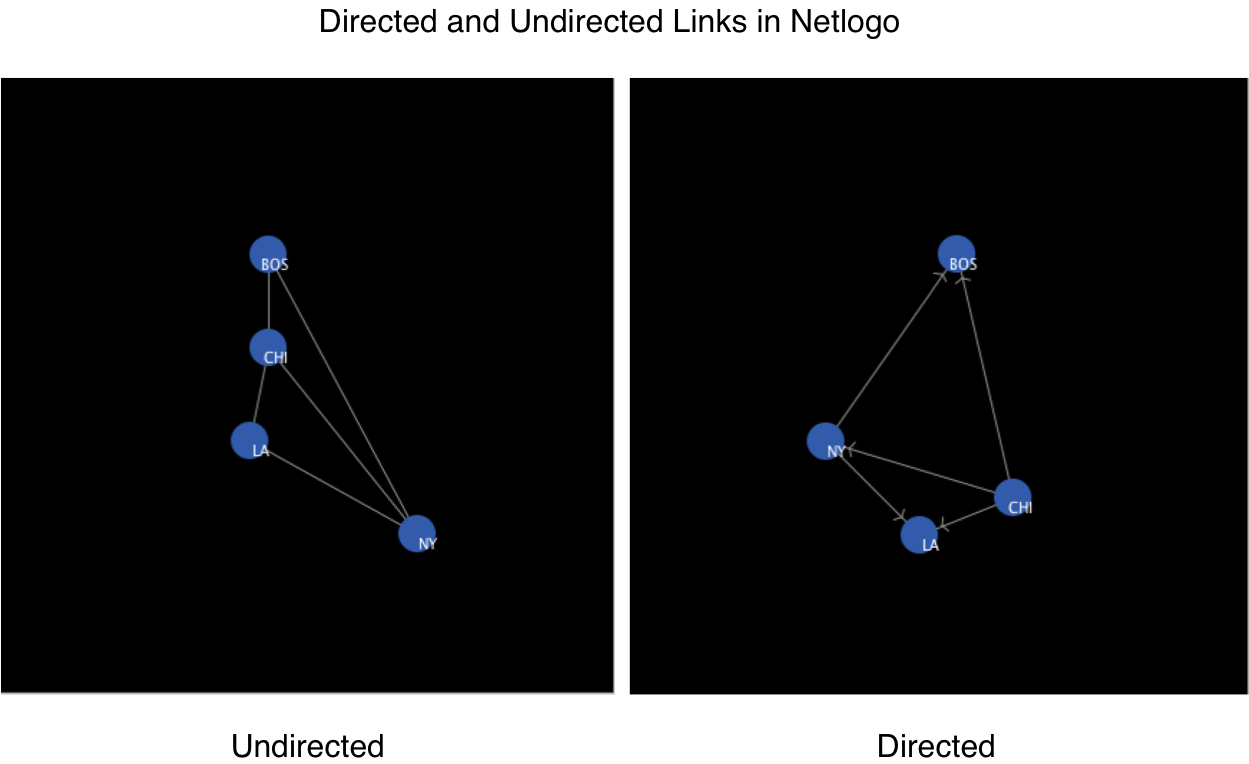 Directed and Undirected Links in Netlogo
BOS
CHI
LA
NY
BOS
NY
CHI
LA
Undirected
Directed